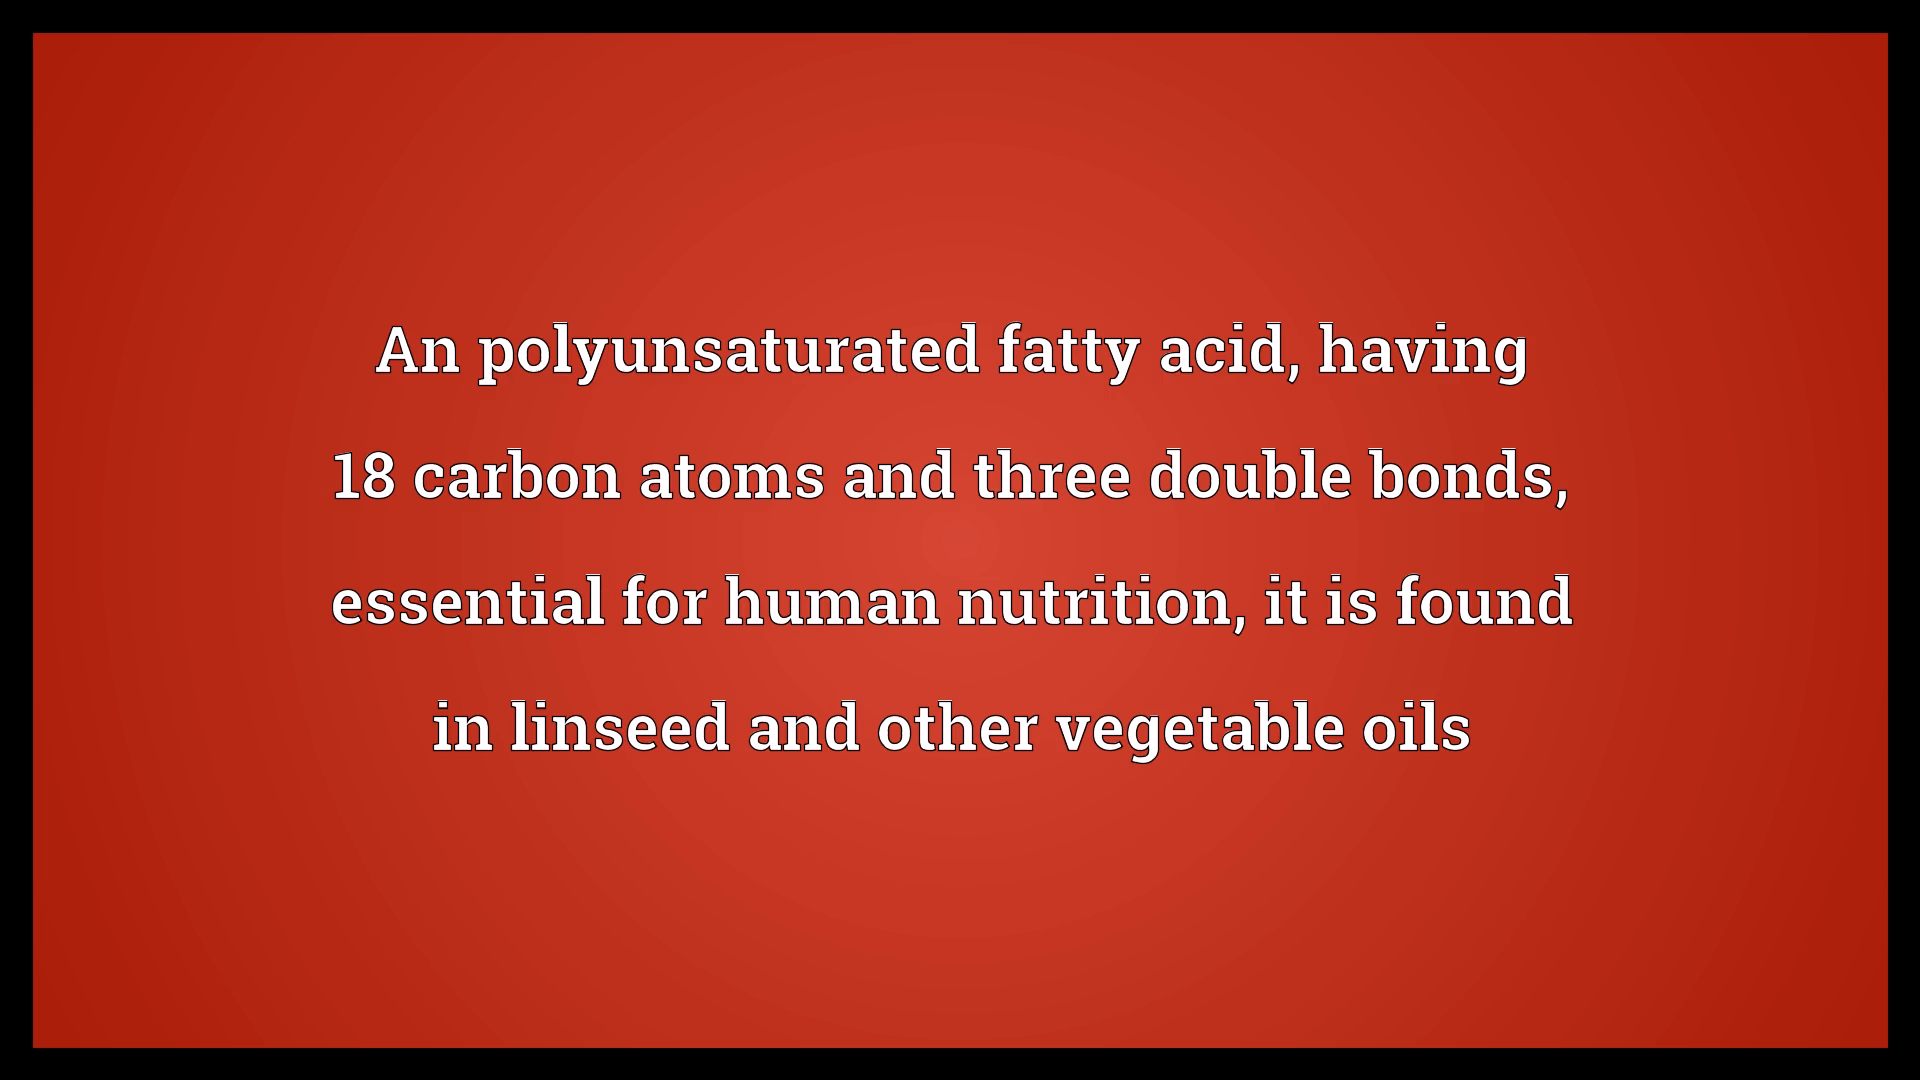 An polyunsaturated fatty acid, having
18 carbon atoms and three double bonds,
essential for human nutrition, it is found
in linseed and other vegetable oils